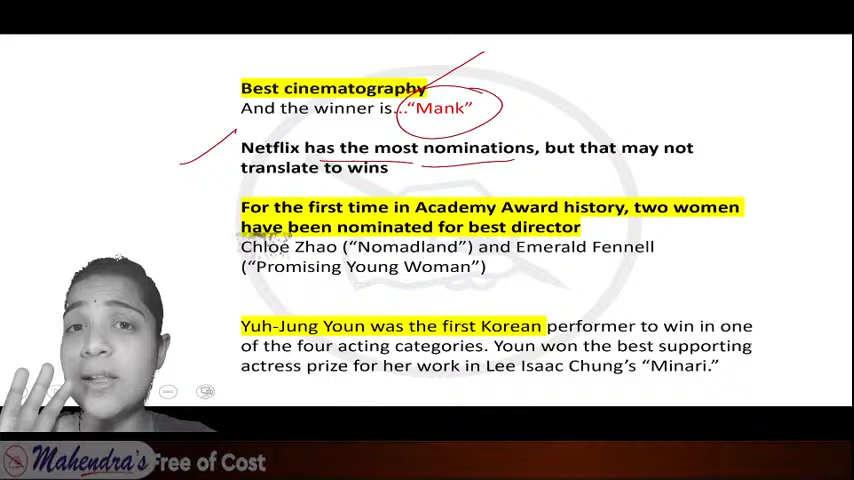 Best cinematography
And the winner is...“Mank”
Netflix has the most nominations, but that may not
translate to wins
For the first time in Academy Award history, two women
have been nominated for best director
Chloé Zhao (“Nomadland”) and Emerald Fennell
(“Promising Young Woman”)
Yuh-Jung Youn was the first Korean performer to win in one
of the four acting categories. Youn won the best supporting
actress prize for her work in Lee Isaac Chung’s “Minari.”
Mahendra's Free of Cost